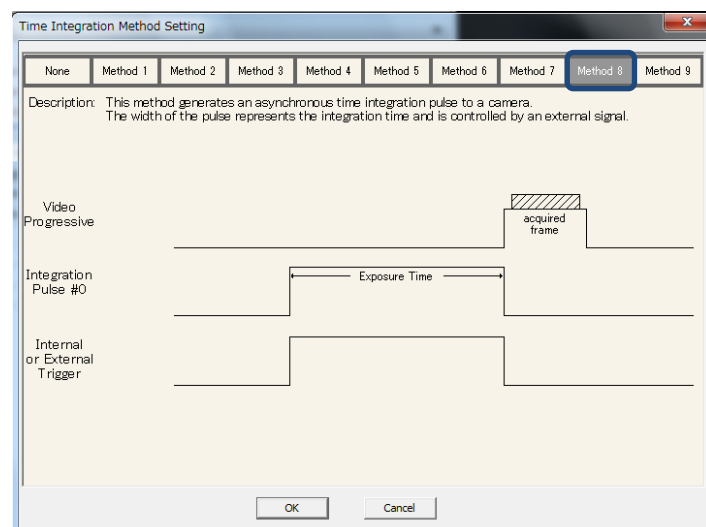 Time Integration Method Setting
None Method 1 Method 2 Method 3 Method 4 Method 5 Method 6 Method 7 Method 8 Method 9
Description: This method generates an asynchronous time integration pulse to a camera.
The width of the pulse represents the integration time and is controlled by an external signal.
Video
Progressive
acquired
frame
Integration
Pulse #0
Exposure Time
Internal
or External
Trigger
OK Cancel